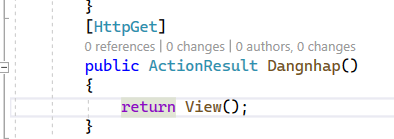 }
[HttpGet]
0 references | 0 changes | 0 authors, 0 changes
public ActionResult Dangnhap()
{
return View();
}